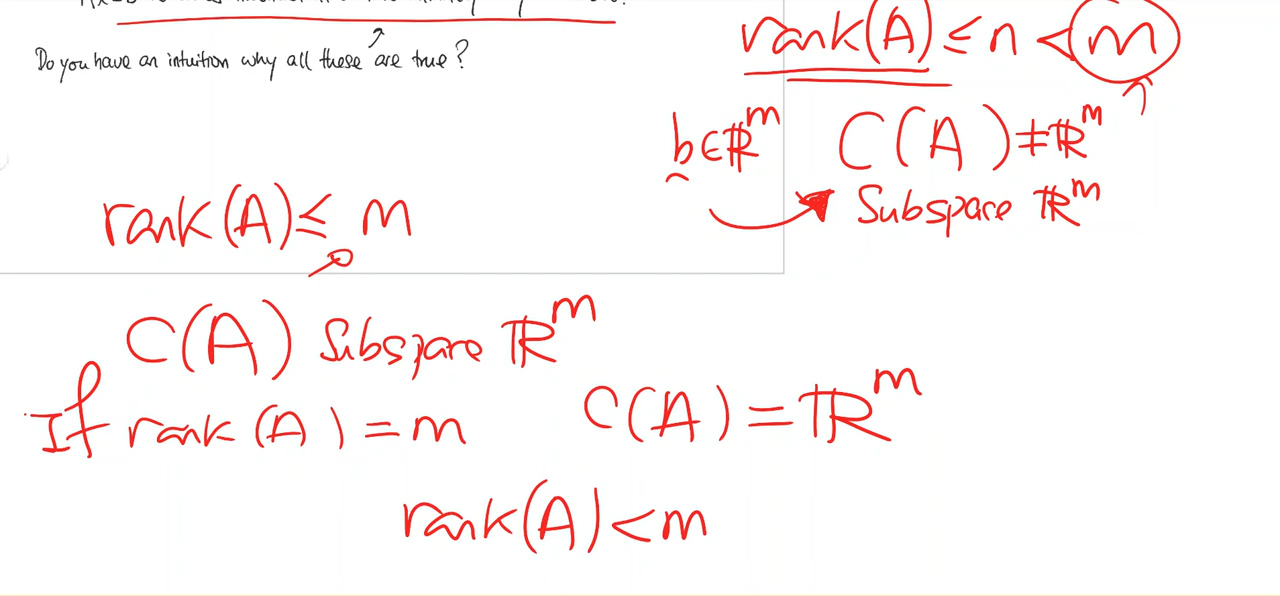 Do you have an intuition why all these are true?
rank(A) ≤ n < m
b ∈ ℝ^m C(A) ≠ ℝ^m
Subspace ℝ^m
rank(A) ≤ m
C(A) Subspace ℝ^m
If rank(A) = m C(A) = ℝ^m
rank(A) < m